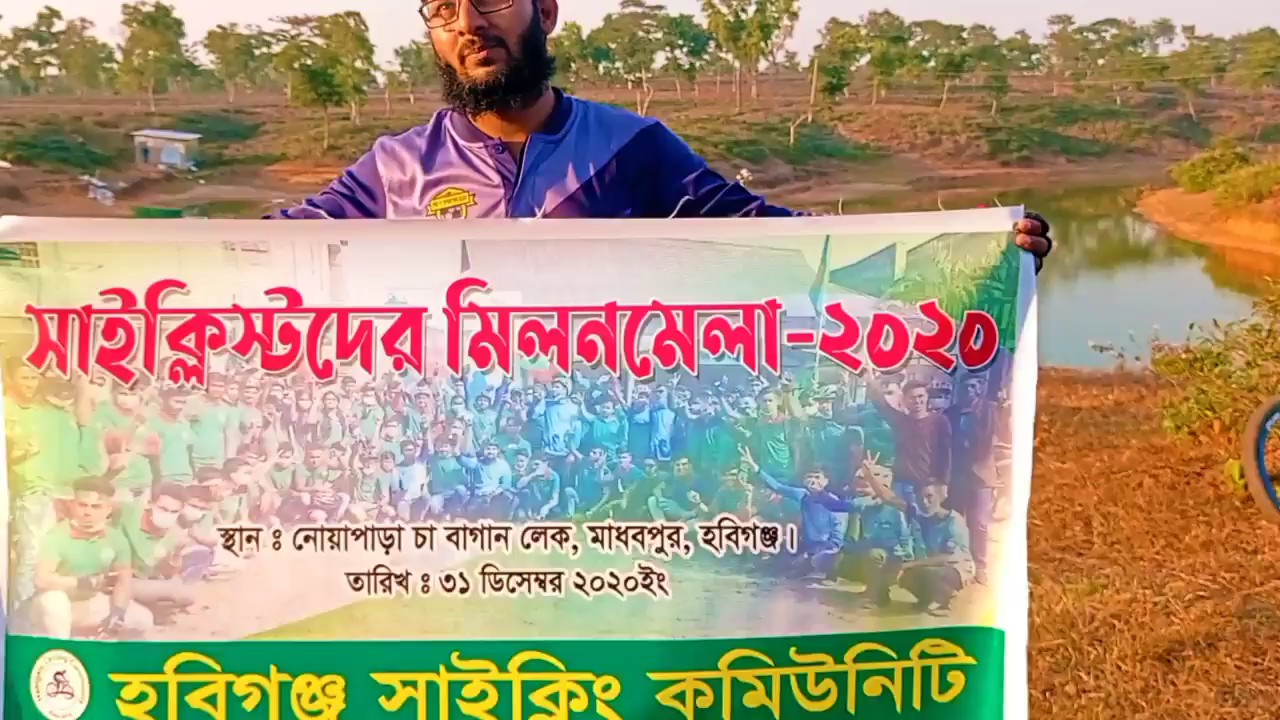 সাইক্লিস্টদের মিলনমেলা-২০২০
স্থান ঃ নোয়াপাড়া চা বাগান লেক, মাধবপুর, হবিগঞ্জ।
তারিখ ঃ ৩১ ডিসেম্বর ২০২০ইং
হবিগঞ্জ সাইক্লিং কমিউনিটি